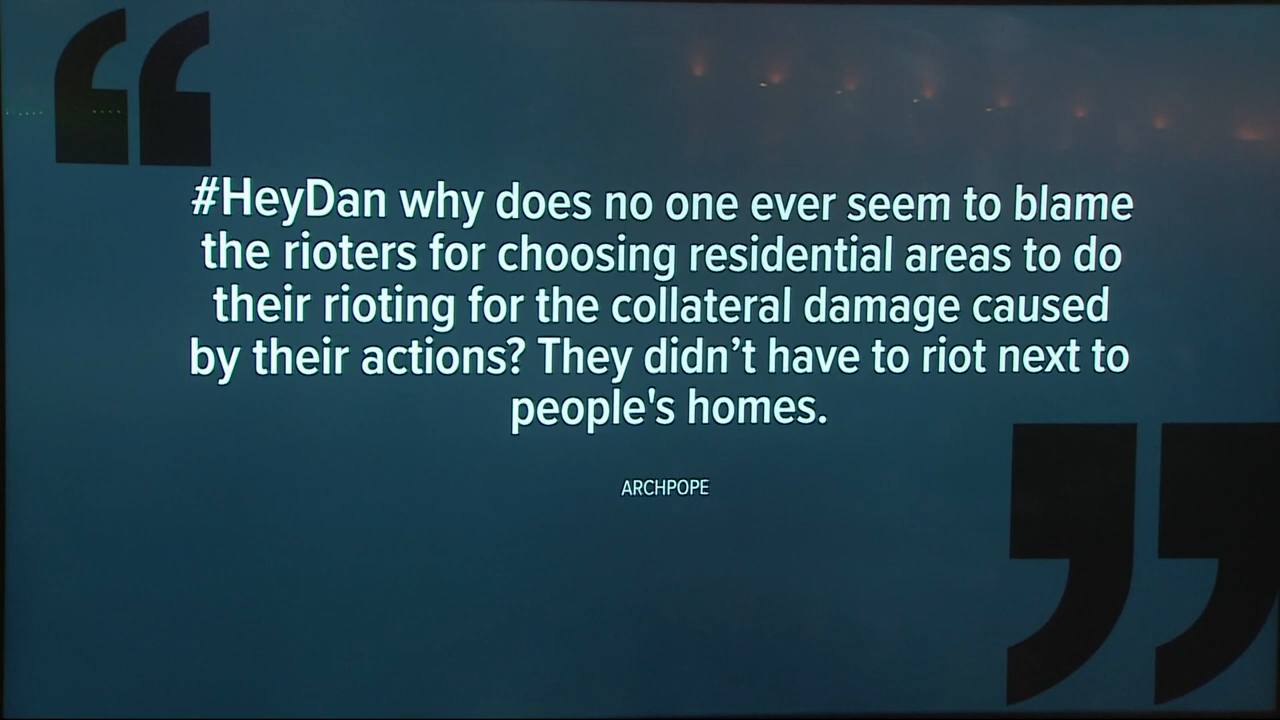 #HeyDan why does no one ever seem to blame
the rioters for choosing residential areas to do
their rioting for the collateral damage caused
by their actions? They didn’t have to riot next to
people's homes.
ARCHPOPE